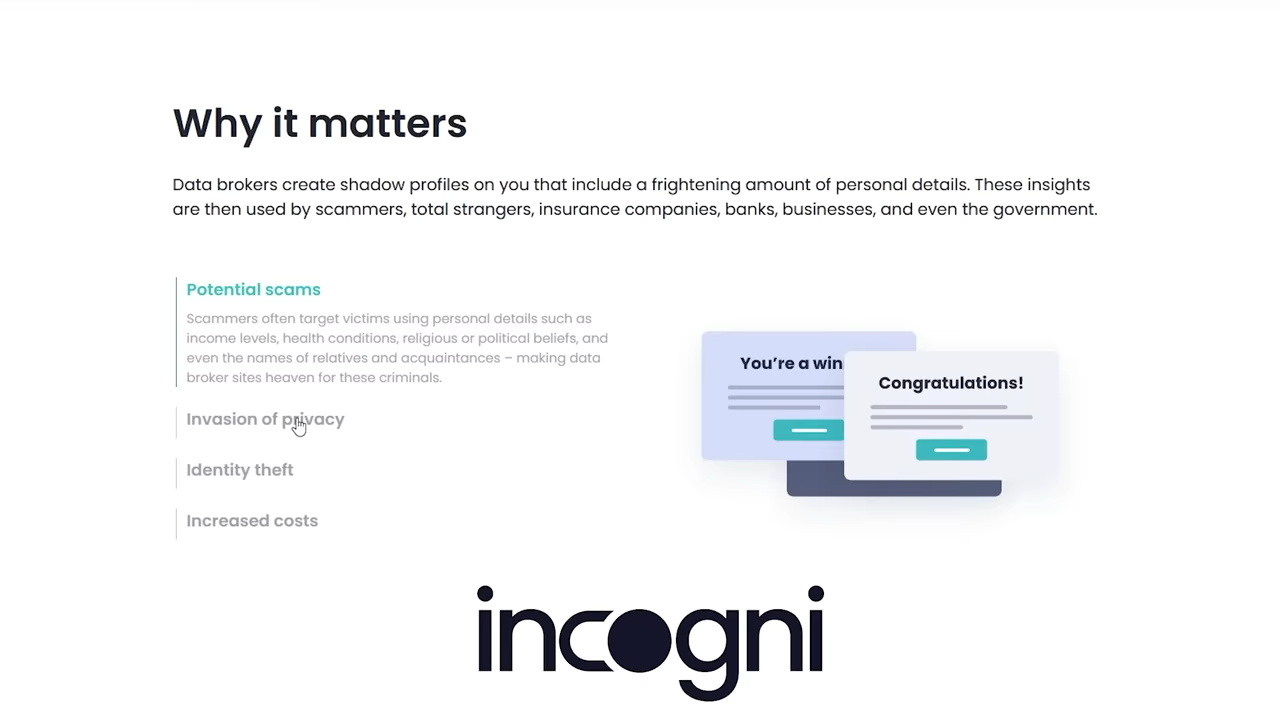 Why it matters
Data brokers create shadow profiles on you that include a frightening amount of personal details. These insights
are then used by scammers, total strangers, insurance companies, banks, businesses, and even the government.
Potential scams
Scammers often target victims using personal details such as
income levels, health conditions, religious or political beliefs, and
even the names of relatives and acquaintances – making data
broker sites heaven for these criminals.
Invasion of privacy
Identity theft
Increased costs
You're a win
Congratulations!
incogni